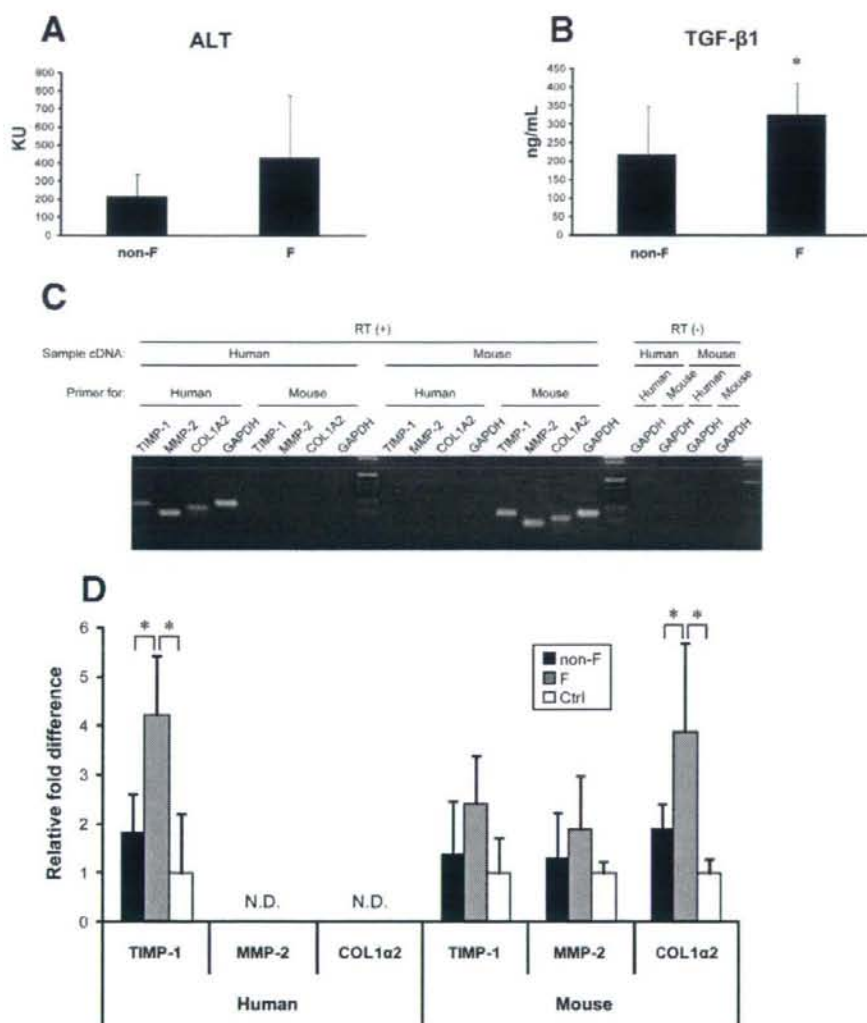 A
ALT
KU
900
800
700
600
500
400
300
200
100
0
non-F
F
B
TGF-β1
*
ng/mL
450
400
350
300
250
200
150
100
50
0
non-F
F
C
RT (+)
RT (-)
Sample cDNA:
Human
Mouse
Human
Mouse
Primer for:
Human
Mouse
Human
Mouse
Human
Mouse
Human
Mouse
TIMP-1
MMP-2
COL1A2
GAPDH
TIMP-1
MMP-2
COL1A2
GAPDH
TIMP-1
MMP-2
COL1A2
GAPDH
TIMP-1
MMP-2
COL1A2
GAPDH
GAPDH
GAPDH
GAPDH
GAPDH
D
Relative fold difference
6
5
4
3
2
1
0
* *
* *
non-F
F
Ctrl
N.D.
N.D.
TIMP-1
MMP-2
COL1α2
TIMP-1
MMP-2
COL1α2
Human
Mouse